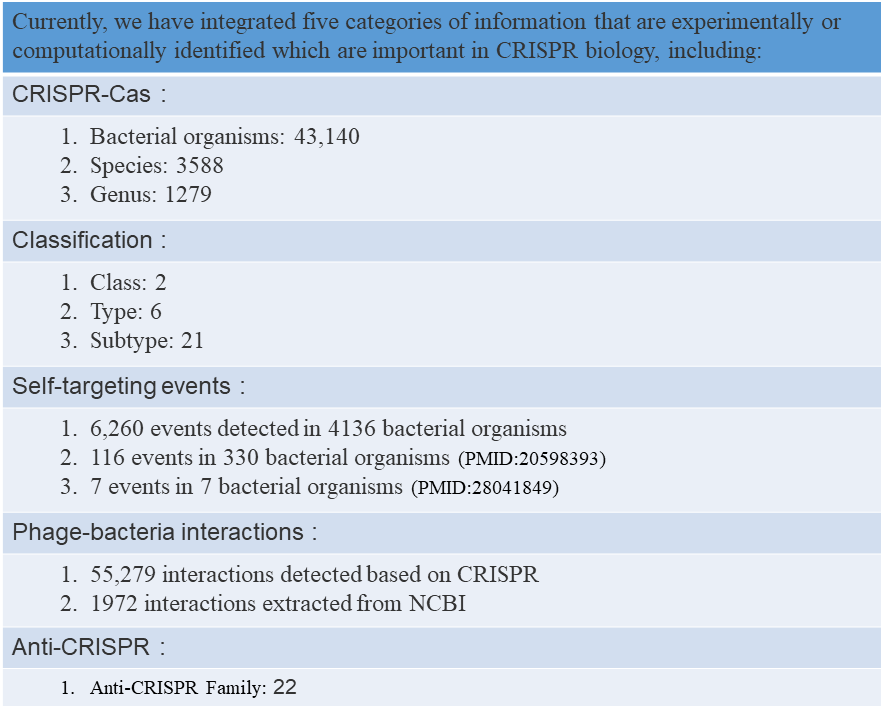 Currently, we have integrated five categories of information that are experimentally or
computationally identified which are important in CRISPR biology, including:
CRISPR-Cas：
1. Bacterial organisms: 43,140
2. Species: 3588
3. Genus: 1279
Classification：
1. Class: 2
2. Type: 6
3. Subtype: 21
Self-targeting events：
1. 6,260 events detected in 4136 bacterial organisms
2. 116 events in 330 bacterial organisms (PMID:20598393)
3. 7 events in 7 bacterial organisms (PMID:28041849)
Phage-bacteria interactions：
1. 55,279 interactions detected based on CRISPR
2. 1972 interactions extracted from NCBI
Anti-CRISPR：
1. Anti-CRISPR Family: 22